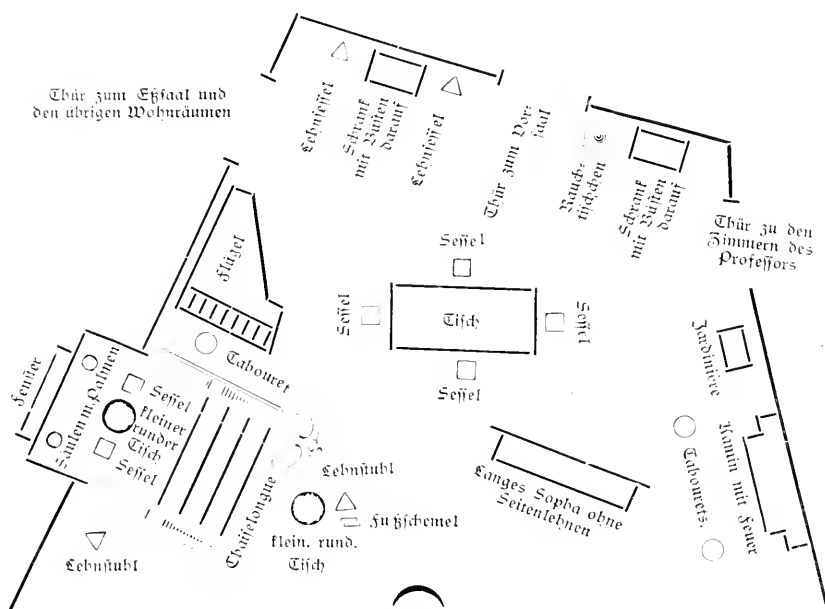 Thür zum Eßsaal und
den übrigen Wohnräumen
Lehnsessel
Schrank
mit Büsten
darauf
Lehnsessel
Thür zum Vor-
saal
Rauch-
tischchen
Schrank
mit Büsten
darauf
Thür zu den
Zimmern des
Professors
Flügel
Sessel
Sessel
Tisch
Sessel
Sessel
Jardinière
Tabouret
Fenster
Säulen m. Palmen
Sessel
kleiner
runder
Tisch
Sessel
Chaiselongue
Lehnstuhl
Fußschemel
klein. rund.
Tisch
Lehnstuhl
Langes Sopha ohne
Seitenlehnen
Tabourets.
Kamin mit Feuer